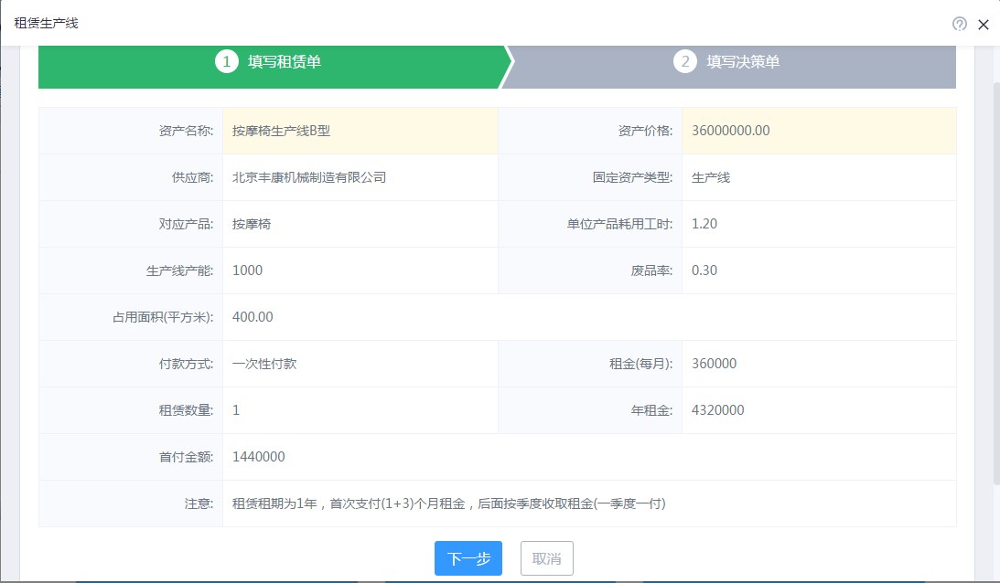 租赁生产线
1 填写租赁单 2 填写决策单
资产名称: 按摩椅生产线B型 资产价格: 36000000.00
供应商: 北京丰康机械制造有限公司 固定资产类型: 生产线
对应产品: 按摩椅 单位产品耗用工时: 1.20
生产线产能: 1000 废品率: 0.30
占用面积(平方米): 400.00
付款方式: 一次性付款 租金(每月): 360000
租赁数量: 1 年租金: 4320000
首付金额: 1440000
注意: 租赁租期为1年，首次支付(1+3)个月租金，后面按季度收取租金(一季度一付)
下一步 取消